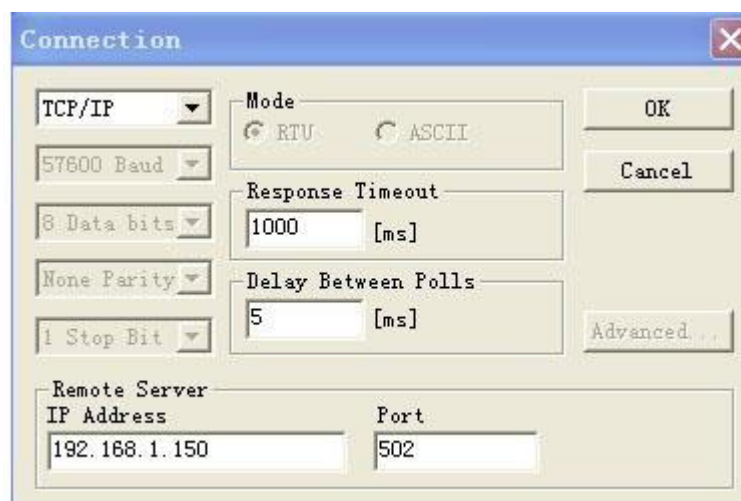 Connection
TCP/IP
Mode
RTU ASCII
OK
57600 Baud
Cancel
Response Timeout
1000 [ms]
8 Data bits
None Parity
Delay Between Polls
5 [ms]
1 Stop Bit
Advanced...
Remote Server
IP Address Port
192.168.1.150 502